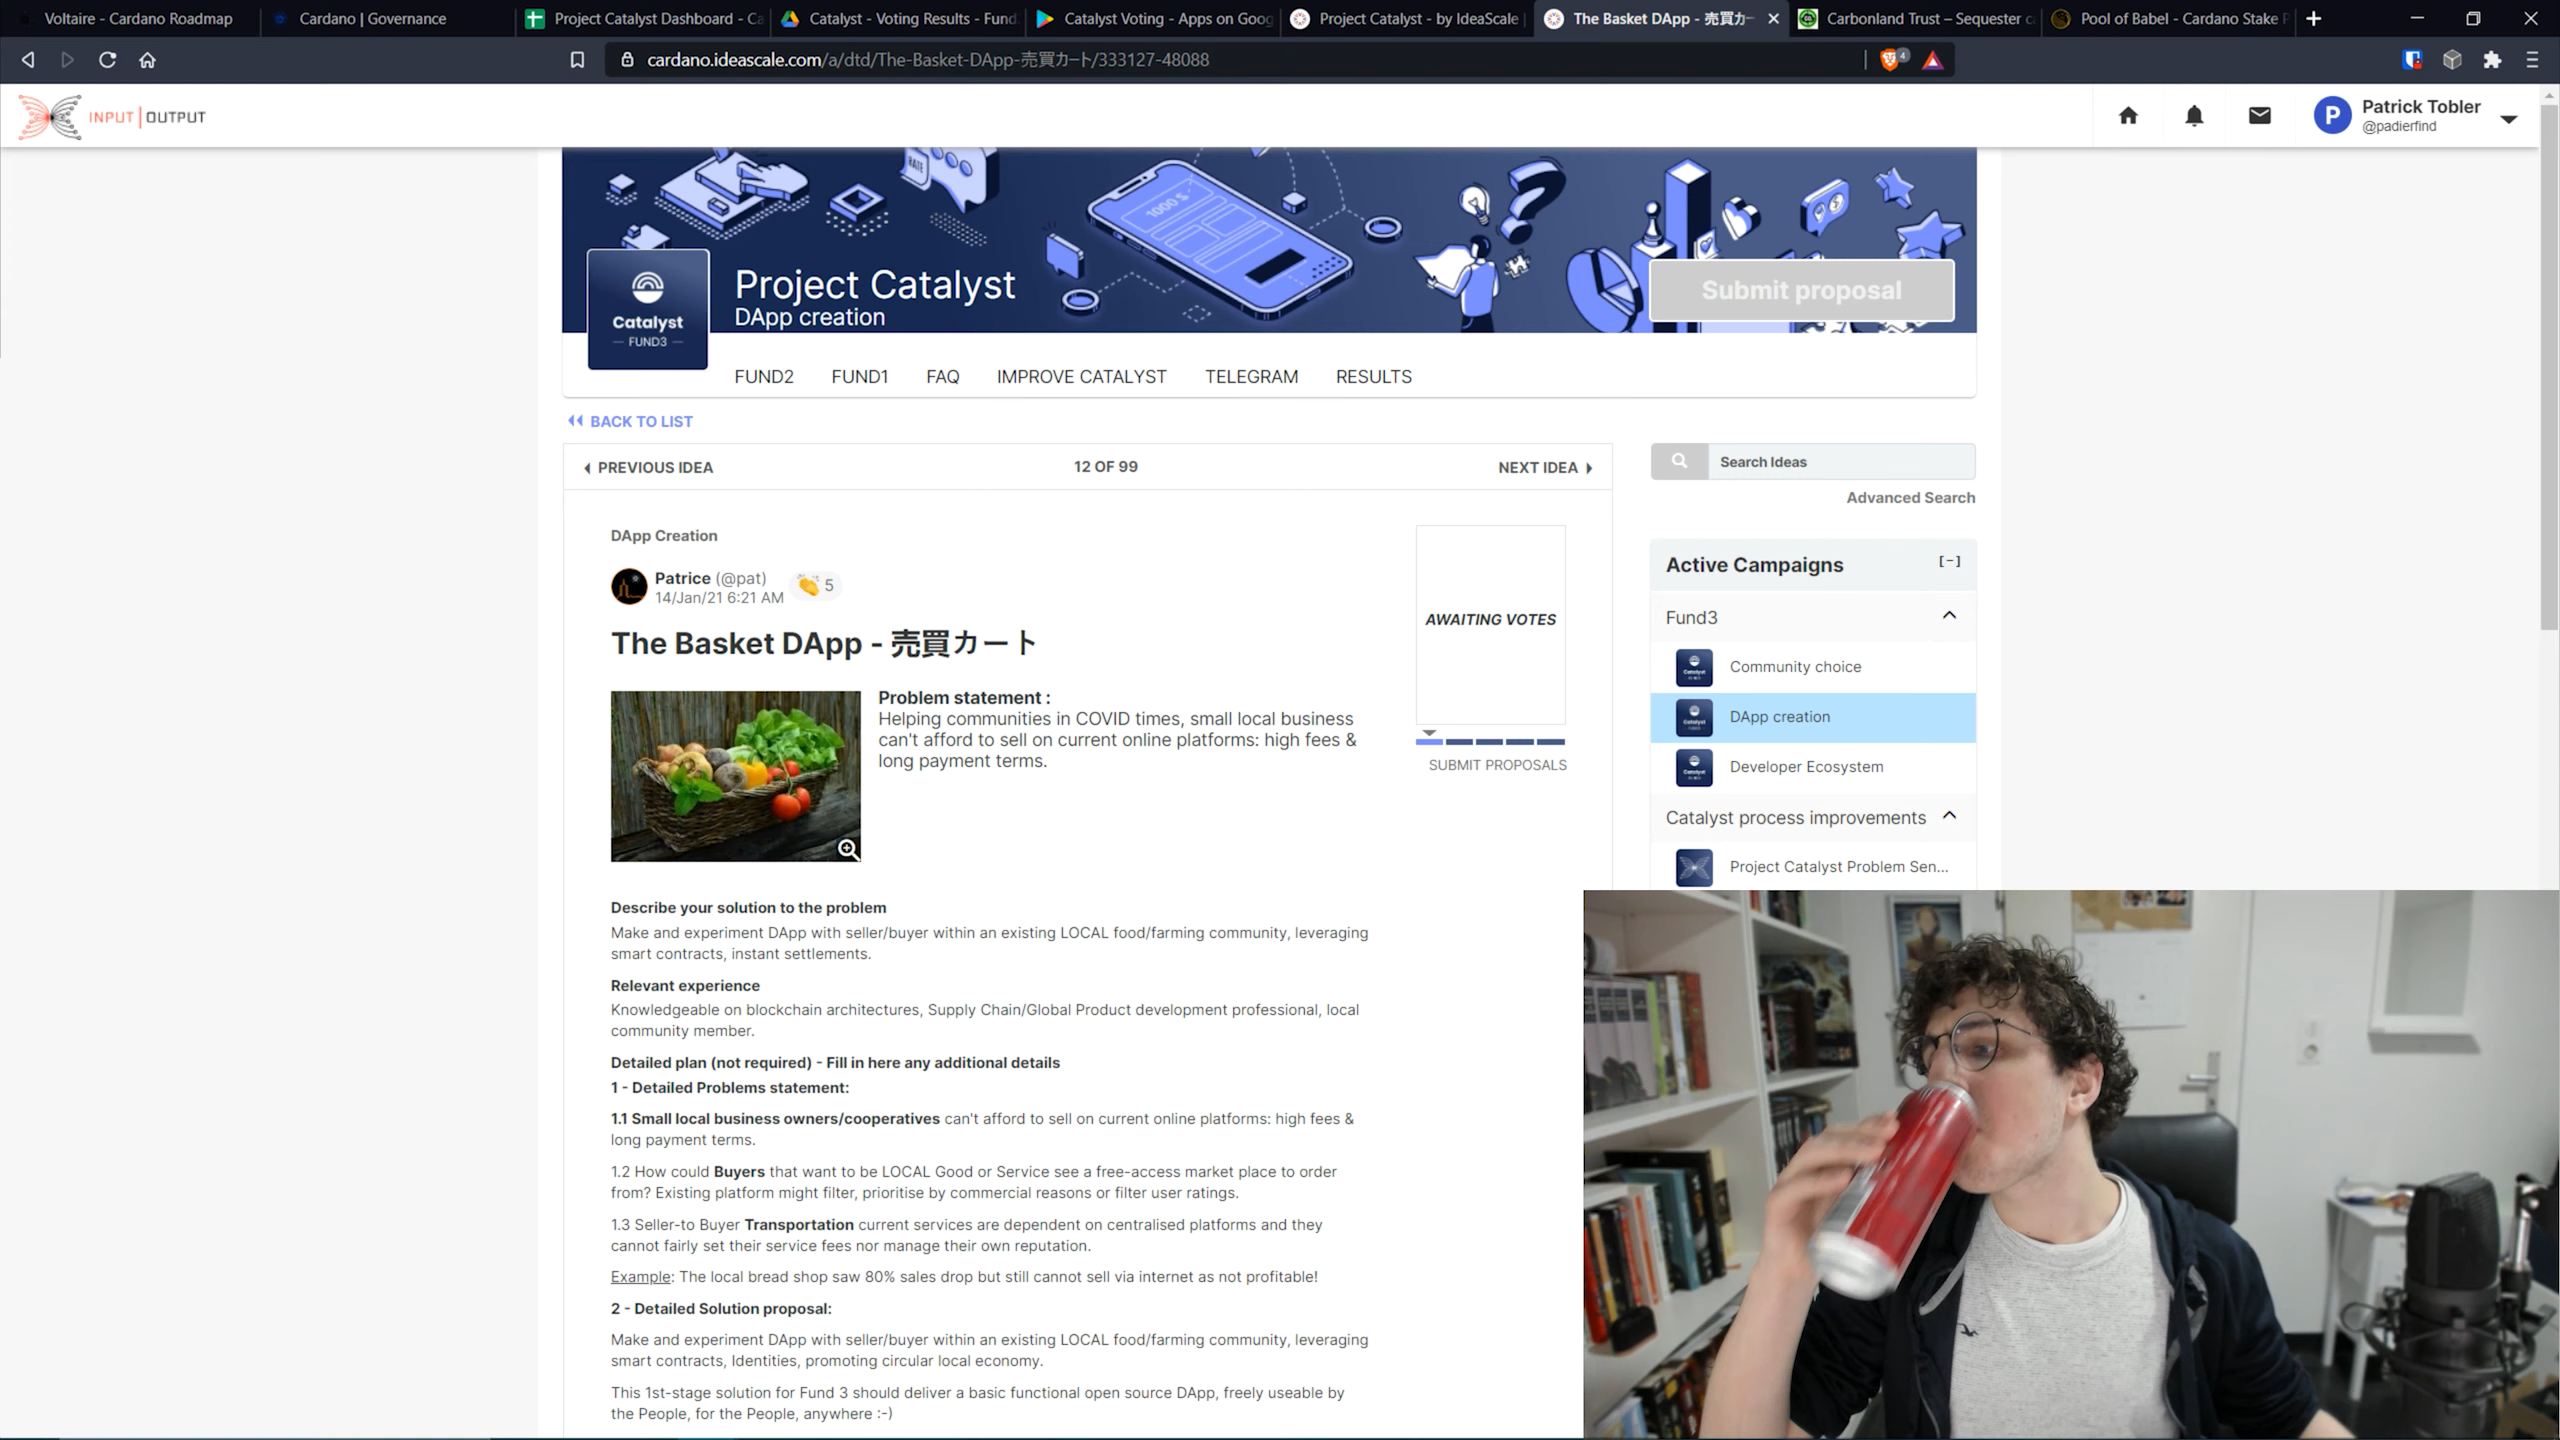 Voltaire - Cardano Roadmap
Cardano | Governance
Project Catalyst Dashboard - Ca
Catalyst - Voting Results - Fund
Catalyst Voting - Apps on Goog
Project Catalyst - by IdeaScale
The Basket DApp - 売買カー
Carbonland Trust – Sequester c
Pool of Babel - Cardano Stake P
cardano.ideascale.com/a/dtd/The-Basket-DApp-売買カート/333127-48088
4
INPUT | OUTPUT
P
Patrick Tobler
@padierfind
RATE
1000 $
Project Catalyst
DApp creation
Submit proposal
Catalyst
— FUND3 —
FUND2
FUND1
FAQ
IMPROVE CATALYST
TELEGRAM
RESULTS
BACK TO LIST
PREVIOUS IDEA
12 OF 99
NEXT IDEA
Search Ideas
Advanced Search
DApp Creation
Patrice (@pat)
14/Jan/21 6:21 AM
5
AWAITING VOTES
SUBMIT PROPOSALS
The Basket DApp - 売買カート
Problem statement :
Helping communities in COVID times, small local business
can't afford to sell on current online platforms: high fees &
long payment terms.
Describe your solution to the problem
Make and experiment DApp with seller/buyer within an existing LOCAL food/farming community, leveraging
smart contracts, instant settlements.
Relevant experience
Knowledgeable on blockchain architectures, Supply Chain/Global Product development professional, local
community member.
Detailed plan (not required) - Fill in here any additional details
1 - Detailed Problems statement:
1.1 Small local business owners/cooperatives can't afford to sell on current online platforms: high fees &
long payment terms.
1.2 How could Buyers that want to be LOCAL Good or Service see a free-access market place to order
from? Existing platform might filter, prioritise by commercial reasons or filter user ratings.
1.3 Seller-to Buyer Transportation current services are dependent on centralised platforms and they
cannot fairly set their service fees nor manage their own reputation.
Example: The local bread shop saw 80% sales drop but still cannot sell via internet as not profitable!
2 - Detailed Solution proposal:
Make and experiment DApp with seller/buyer within an existing LOCAL food/farming community, leveraging
smart contracts, Identities, promoting circular local economy.
This 1st-stage solution for Fund 3 should deliver a basic functional open source DApp, freely useable by
the People, for the People, anywhere :-)
Active Campaigns
[-]
Fund3
Community choice
DApp creation
Developer Ecosystem
Catalyst process improvements
Project Catalyst Problem Sen...